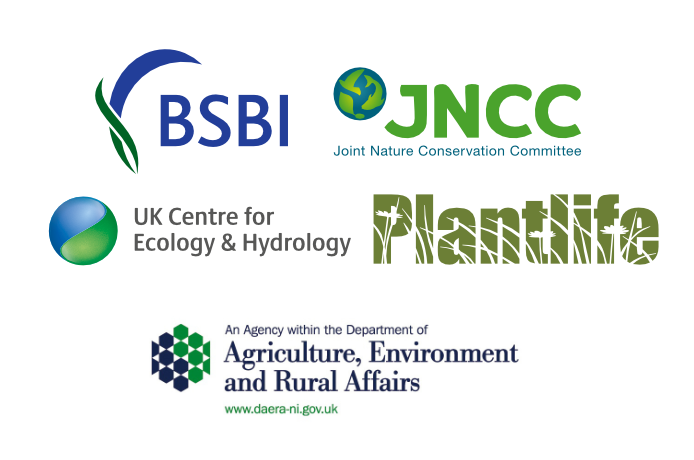 BSBI
JNCC
Joint Nature Conservation Committee
UK Centre for
Ecology & Hydrology
Plantlife
An Agency within the Department of
Agriculture, Environment
and Rural Affairs
www.daera-ni.gov.uk